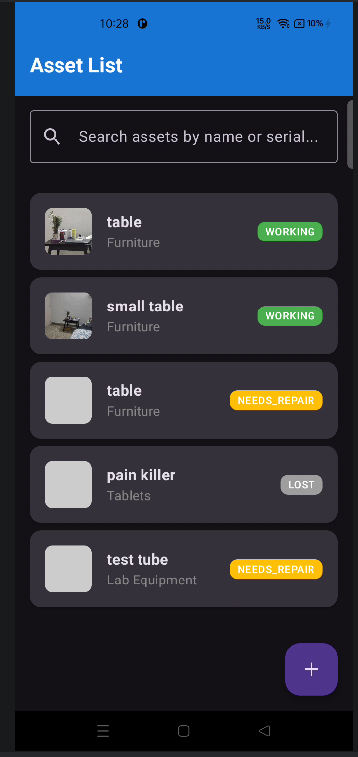 10:28
15.0
KB/S
10%
Asset List
Search assets by name or serial...
table
Furniture
WORKING
small table
Furniture
WORKING
table
Furniture
NEEDS_REPAIR
pain killer
Tablets
LOST
test tube
Lab Equipment
NEEDS_REPAIR
+